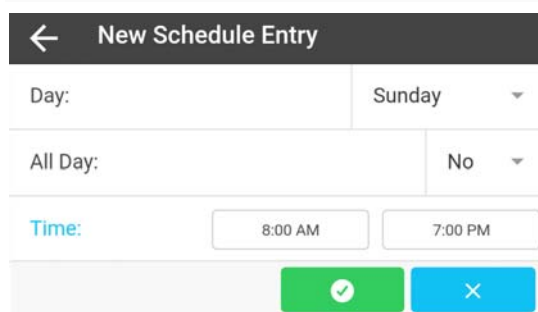 New Schedule Entry
Day: Sunday
All Day: No
Time: 8:00 AM 7:00 PM